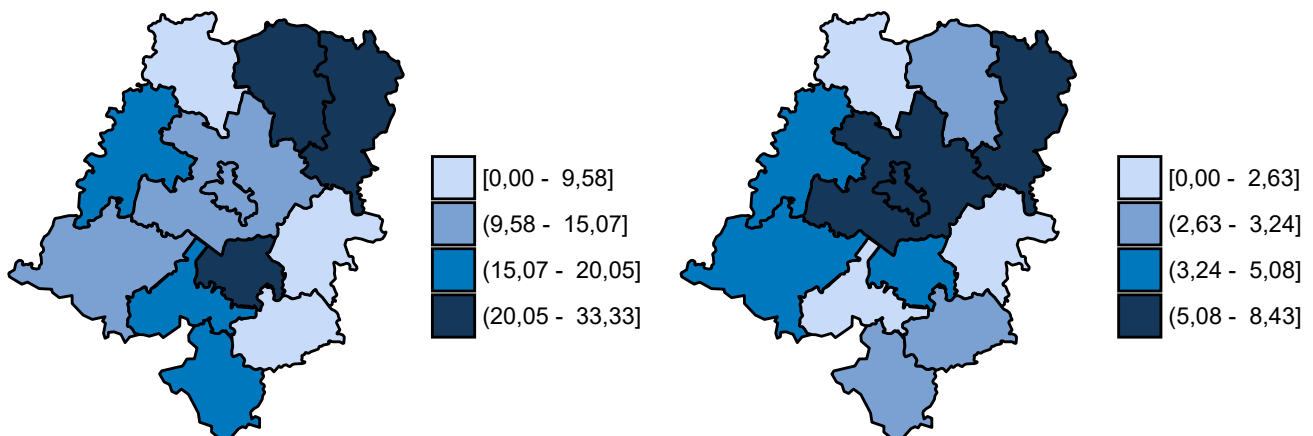 [0,00 - 9,58]
(9,58 - 15,07]
(15,07 - 20,05]
(20,05 - 33,33]
[0,00 - 2,63]
(2,63 - 3,24]
(3,24 - 5,08]
(5,08 - 8,43]